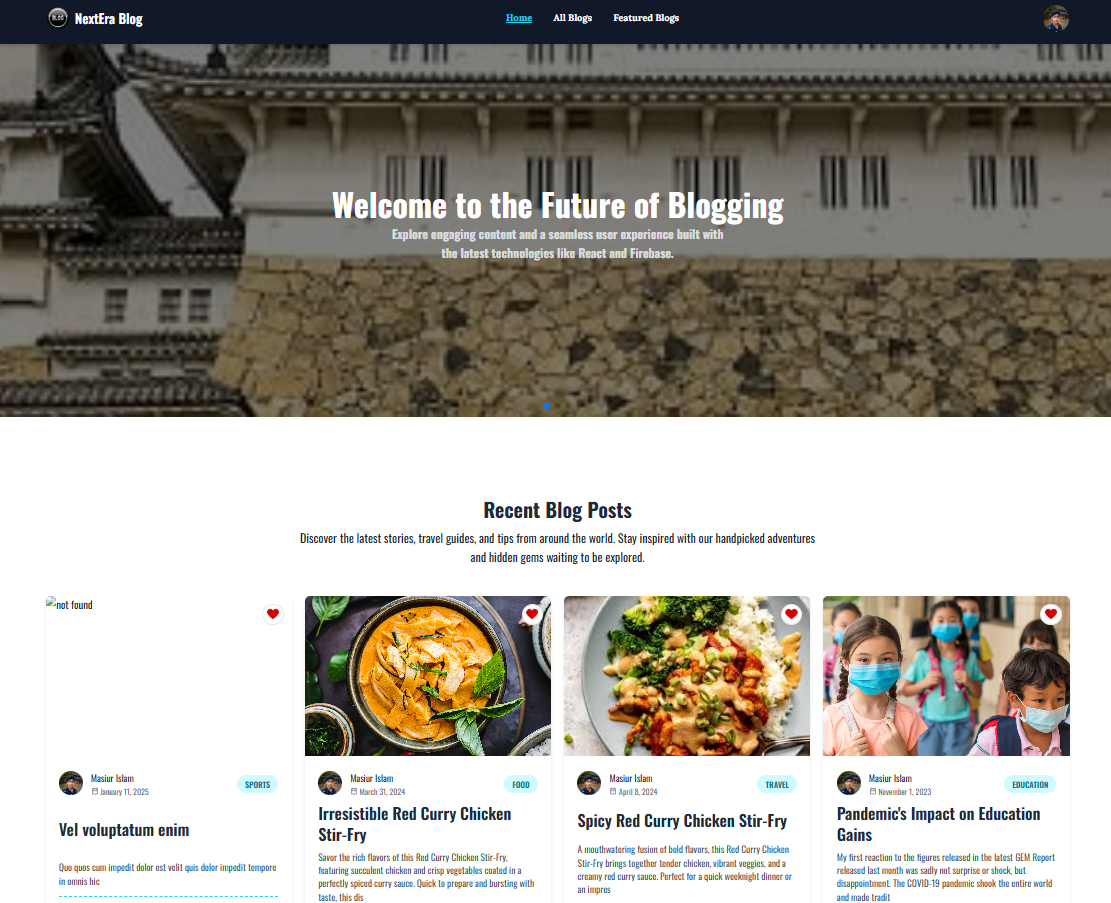 BLOG
NextEra Blog
Home
All Blogs
Featured Blogs
Welcome to the Future of Blogging
Explore engaging content and a seamless user experience built with
the latest technologies like React and Firebase.
Recent Blog Posts
Discover the latest stories, travel guides, and tips from around the world. Stay inspired with our handpicked adventures
and hidden gems waiting to be explored.
not found
Masiur Islam
January 11, 2025
SPORTS
Vel voluptatum enim
Quo quos cum impedit dolor est velit quis dolor impedit tempore
in omnis hic
Masiur Islam
March 31, 2024
FOOD
Irresistible Red Curry Chicken
Stir-Fry
Savor the rich flavors of this Red Curry Chicken Stir-Fry,
featuring succulent chicken and crisp vegetables coated in a
perfectly spiced curry sauce. Quick to prepare and bursting with
taste, this dis
Masiur Islam
April 8, 2024
TRAVEL
Spicy Red Curry Chicken Stir-Fry
A mouthwatering fusion of bold flavors, this Red Curry Chicken
Stir-Fry brings together tender chicken, vibrant veggies, and a
creamy red curry sauce. Perfect for a quick weeknight dinner or
an impres
Masiur Islam
November 1, 2023
EDUCATION
Pandemic's Impact on Education
Gains
My first reaction to the figures released in the latest GEM Report
released last month was sadly not surprise or shock, but
disappointment. The COVID-19 pandemic shook the entire world
and made tradit